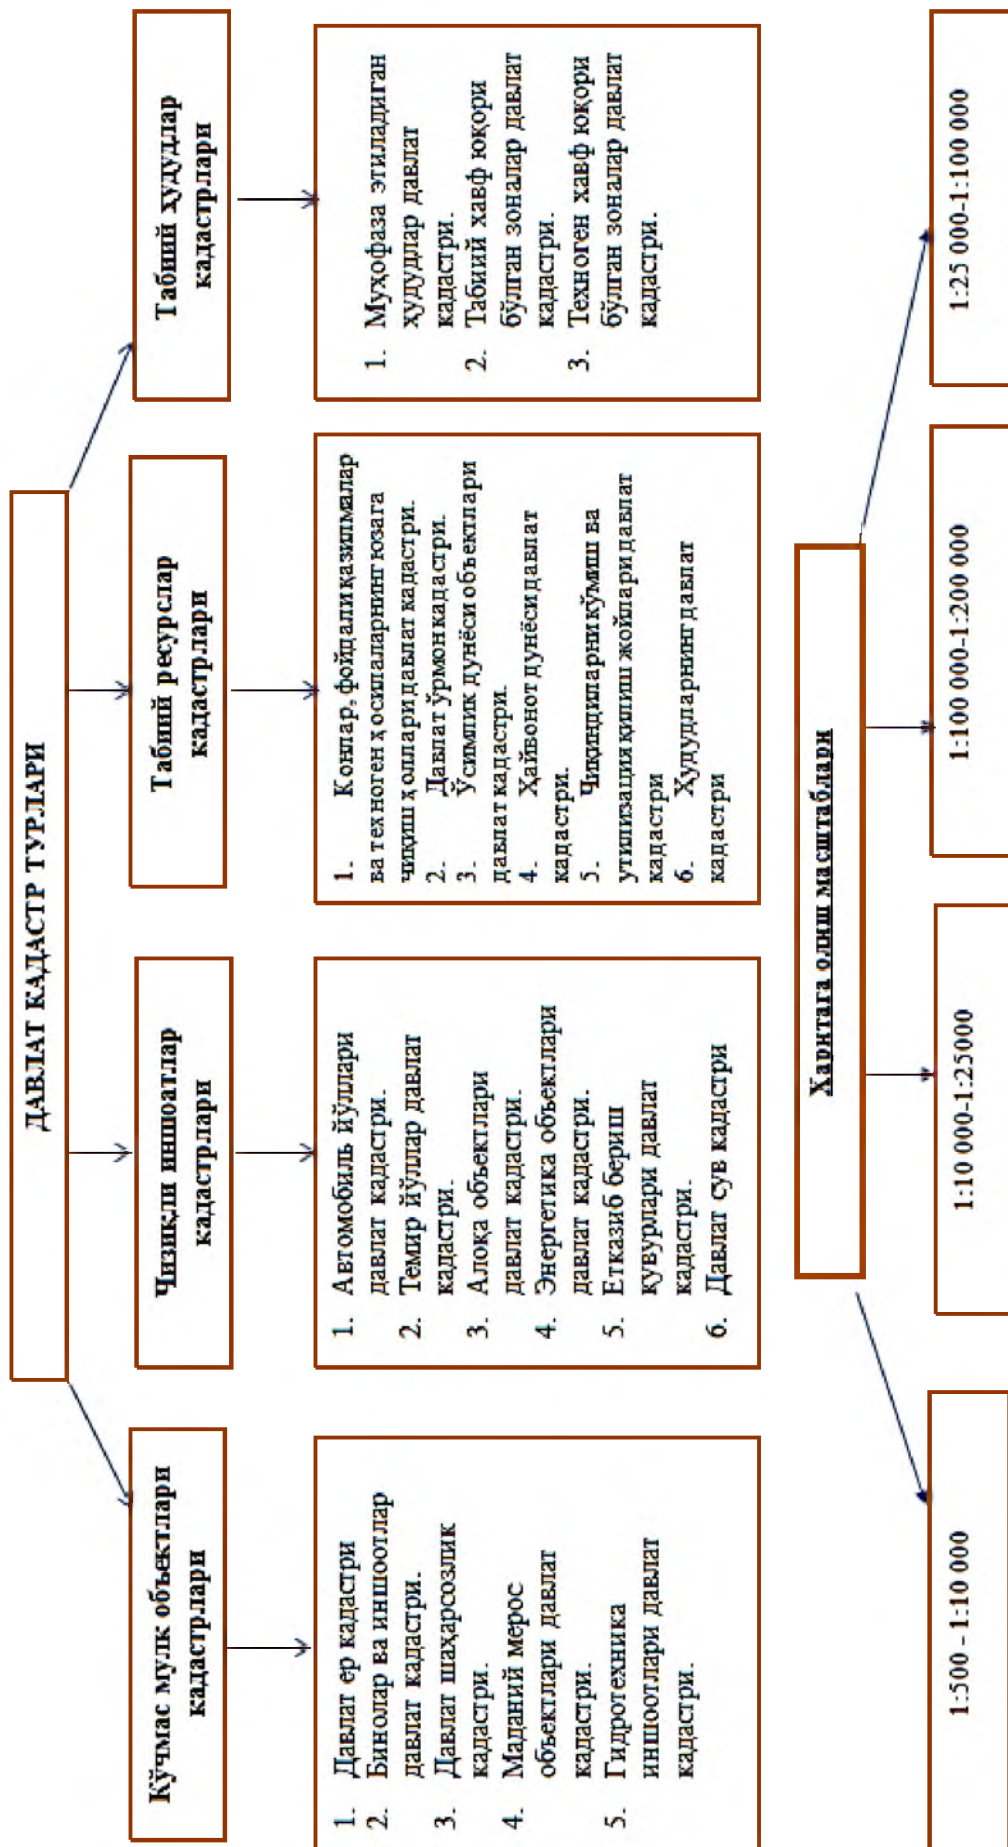 ДАВЛАТ КАДАСТР ТУРЛАРИ
Кўчмас мулк объектлари
кадастрлари
Чизиқли иншоатлар
кадастрлари
Табиий ресурслар
кадастрлари
Табиий ҳудудлар
кадастрлари
1. Давлат ер кадастри
2. Бинолар ва иншоотлар
давлат кадастри.
3. Давлат шаҳарсозлик
кадастри.
4. Маданий мерос
объектлари давлат
кадастри.
5. Гидротехника
иншоотлари давлат
кадастри.
1. Автомобиль йўллари
давлат кадастри.
2. Темир йўллар давлат
кадастри.
3. Алоқа объектлари
давлат кадастри.
4. Энергетика объектлари
давлат кадастри.
5. Етказиб бериш
қувурлари давлат
кадастри.
6. Давлат сув кадастри
1. Конлар, фойдали қазилмалар
ва техноген ҳосилаларнинг юзага
чиқиш ҳоллари давлат кадастри.
2. Давлат ўрмон кадастри.
3. Ўсимлик дунёси объектлари
давлат кадастри.
4. Ҳайвонот дунёси давлат
кадастри.
5. Чиқиндиларни кўмиш ва
утилизация қилиш жойлари давлат
кадастри
6. Ҳудудларнинг давлат
кадастри
1. Муҳофаза этиладиган
ҳудудлар давлат
кадастри.
2. Табиий хавф юқори
бўлган зоналар давлат
кадастри.
3. Техноген хавф юқори
бўлган зоналар давлат
кадастри.
Харитага олиш масштаблари
1:500 - 1:10 000
1:10 000-1:25000
1:100 000-1:200 000
1:25 000-1:100 000